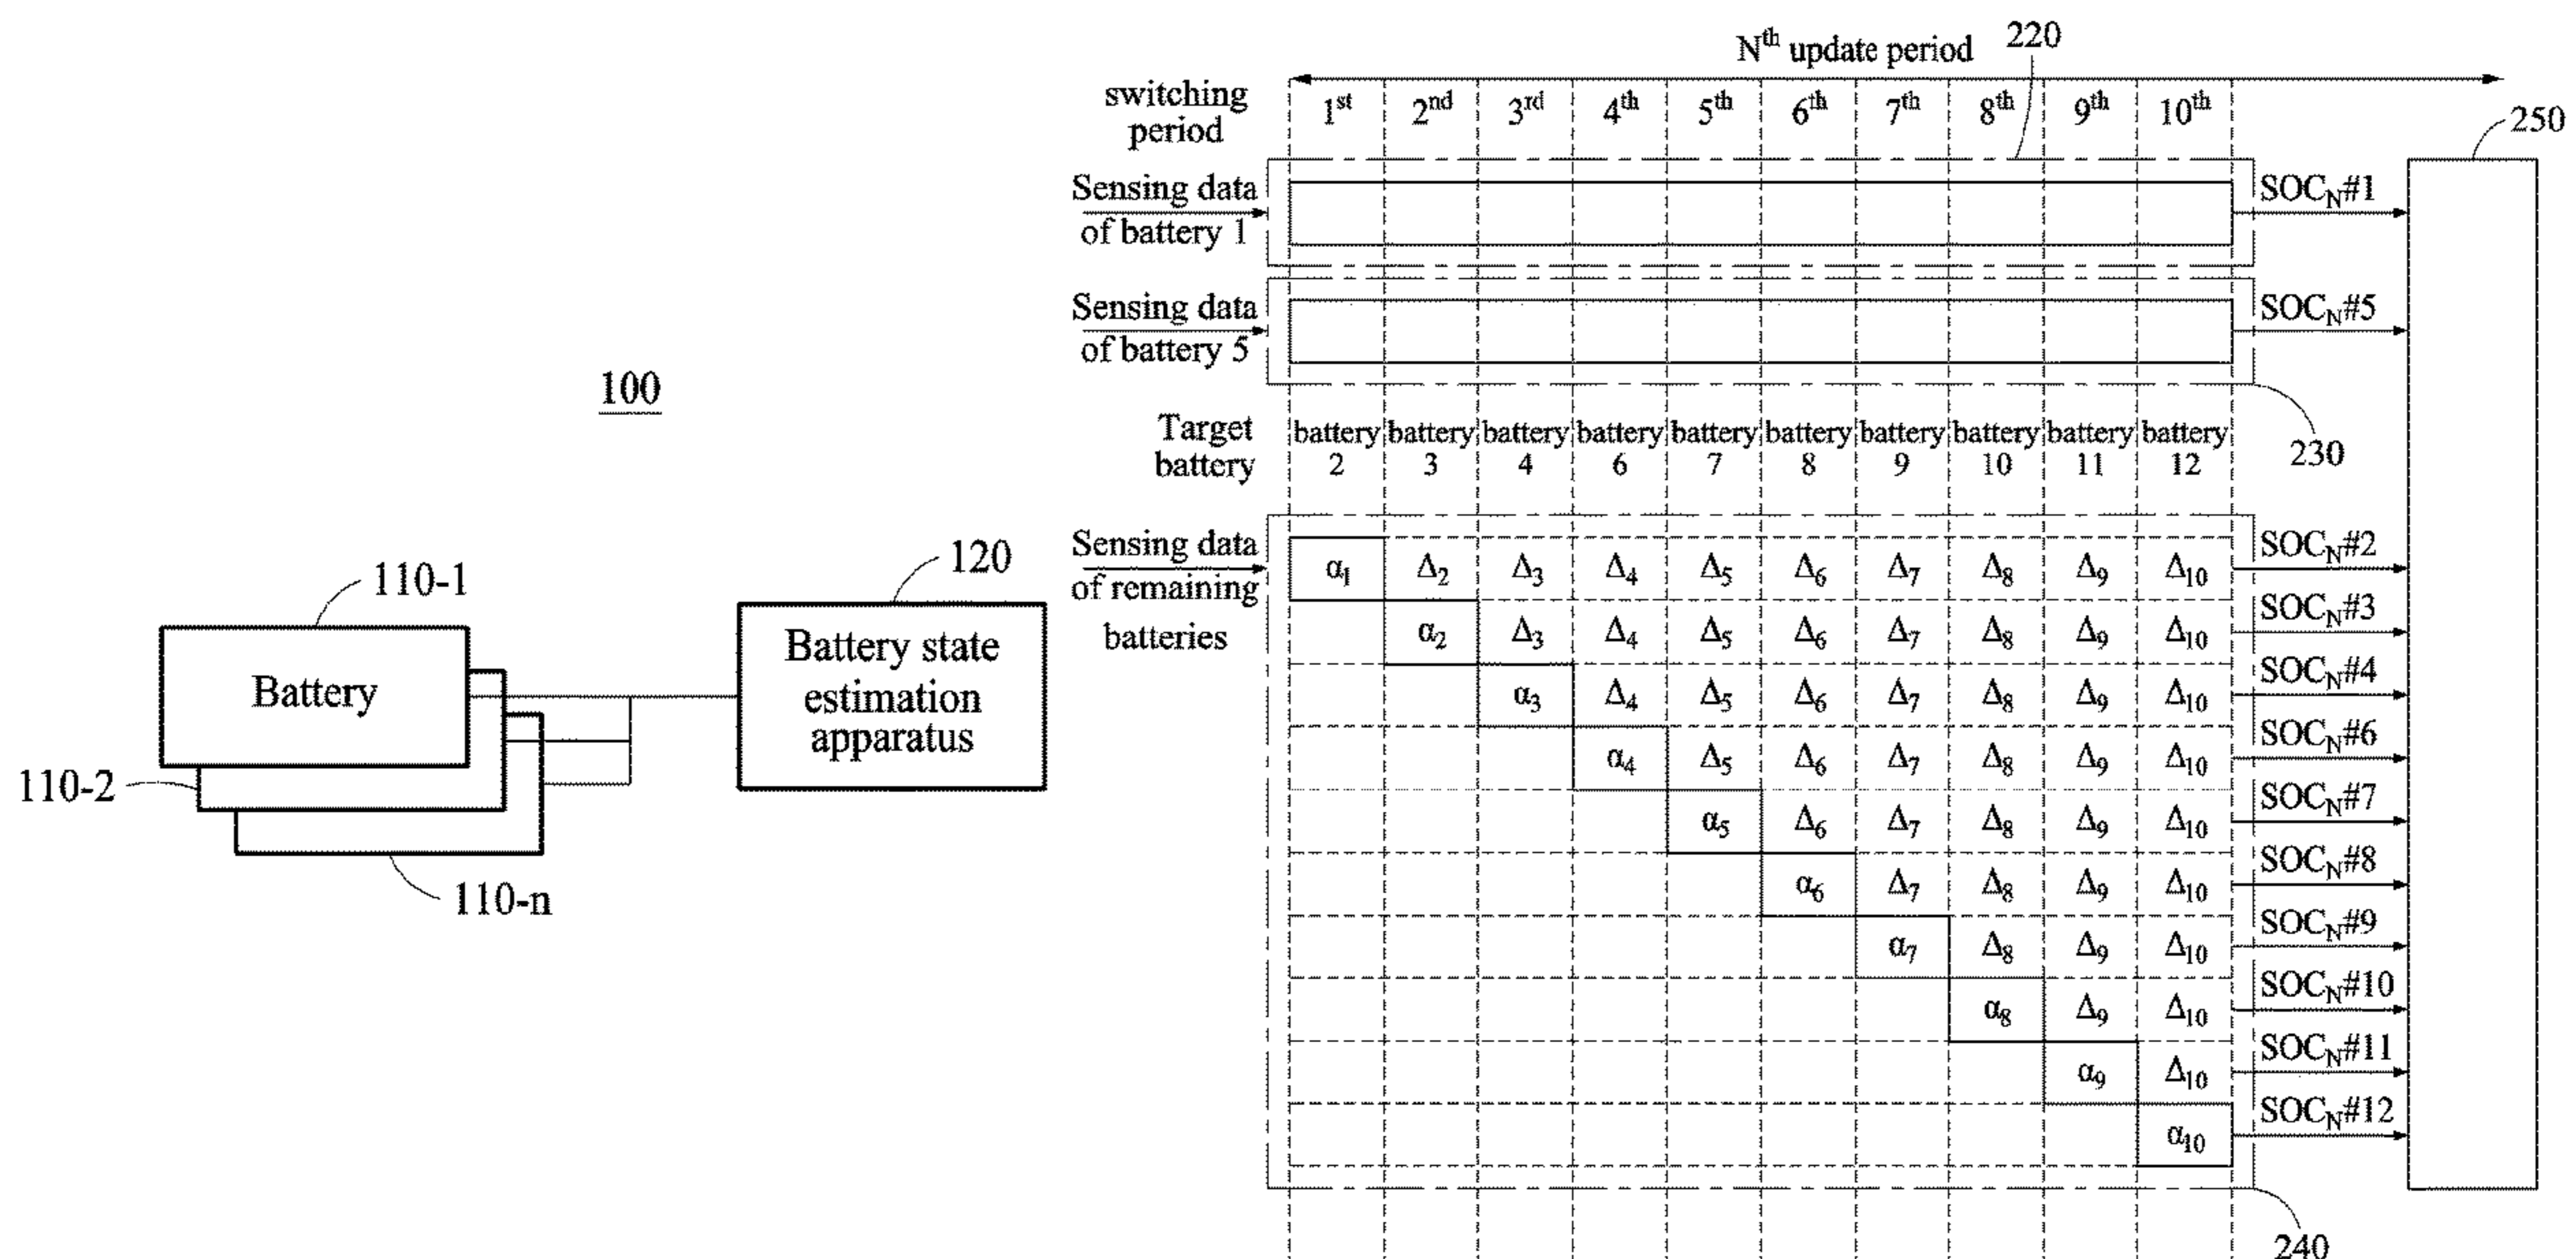 100
110-1
Battery
110-2
110-n
120
Battery state
estimation
apparatus
Nth update period
220
switching
period
1st 2nd 3rd 4th 5th 6th 7th 8th 9th 10th
250
Sensing data
of battery 1
SOCN#1
Sensing data
of battery 5
SOCN#5
230
Target
battery
battery battery battery battery battery battery battery battery battery battery
2 3 4 6 7 8 9 10 11 12
Sensing data
of remaining
batteries
α1 Δ2 Δ3 Δ4 Δ5 Δ6 Δ7 Δ8 Δ9 Δ10 SOCN#2
α2 Δ3 Δ4 Δ5 Δ6 Δ7 Δ8 Δ9 Δ10 SOCN#3
α3 Δ4 Δ5 Δ6 Δ7 Δ8 Δ9 Δ10 SOCN#4
α4 Δ5 Δ6 Δ7 Δ8 Δ9 Δ10 SOCN#6
α5 Δ6 Δ7 Δ8 Δ9 Δ10 SOCN#7
α6 Δ7 Δ8 Δ9 Δ10 SOCN#8
α7 Δ8 Δ9 Δ10 SOCN#9
α8 Δ9 Δ10 SOCN#10
α9 Δ10 SOCN#11
α10 SOCN#12
240